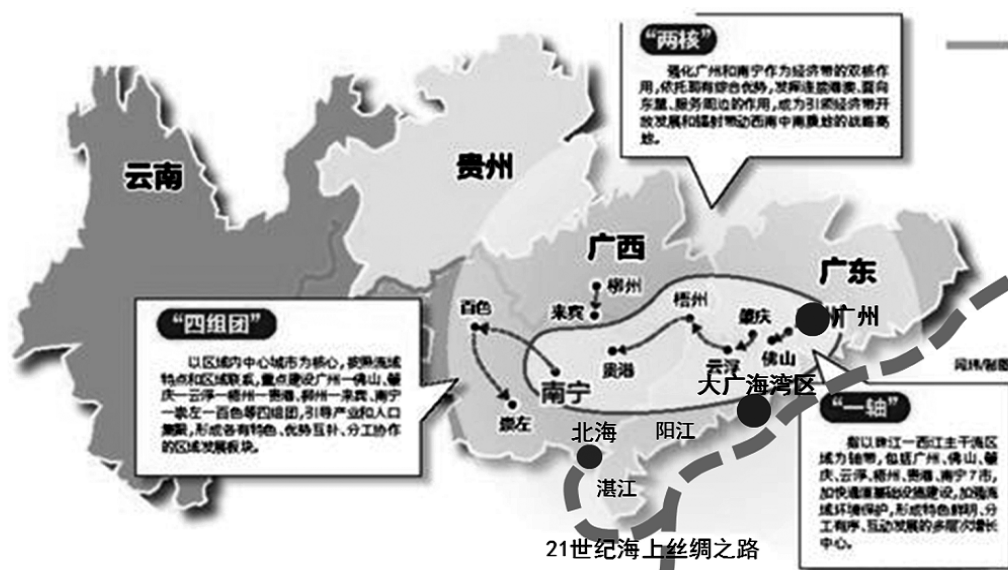 “两核”
强化广州和南宁作为经济带的双核作
用,依托现有综合优势,发挥连接港澳、面向
东盟、服务周边的作用,成为引领经济带开
放发展和辐射带动西南中南腹地的战略高
地。
云南
贵州
广西
广东
柳州
来宾
百色
梧州
肇庆
广州
贵港
云浮
佛山
南宁
崇左
大广海湾区
北海
阳江
湛江
21世纪海上丝绸之路
“四组团”
以区域内中心城市为核心,按照流域
特点和区域联系,重点建设广州—佛山、肇
庆—云浮—梧州—贵港、柳州—来宾、南宁
—崇左—百色等四组团,引导产业和人口
集聚,形成各有特色、优势互补、分工协作
的区域发展板块。
“一轴”
指以珠江—西江主干流区
域为轴带,包括广州、佛山、肇
庆、云浮、梧州、贵港、南宁7市,
加快通道基础设施建设,加强流
域环境保护,形成特色鲜明、分
工有序、互动发展的多层次增长
中心。